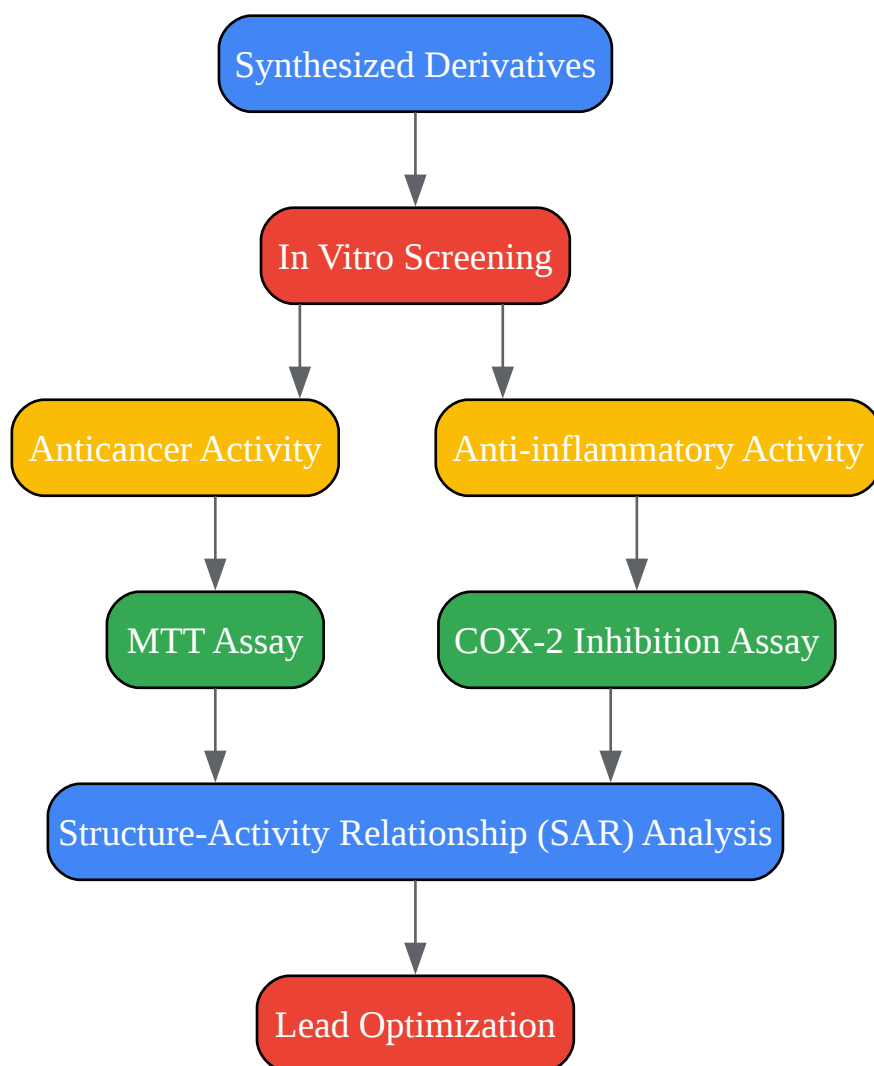 Synthesized Derivatives
In Vitro Screening
Anticancer Activity
Anti-inflammatory Activity
MTT Assay
COX-2 Inhibition Assay
Structure-Activity Relationship (SAR) Analysis
Lead Optimization